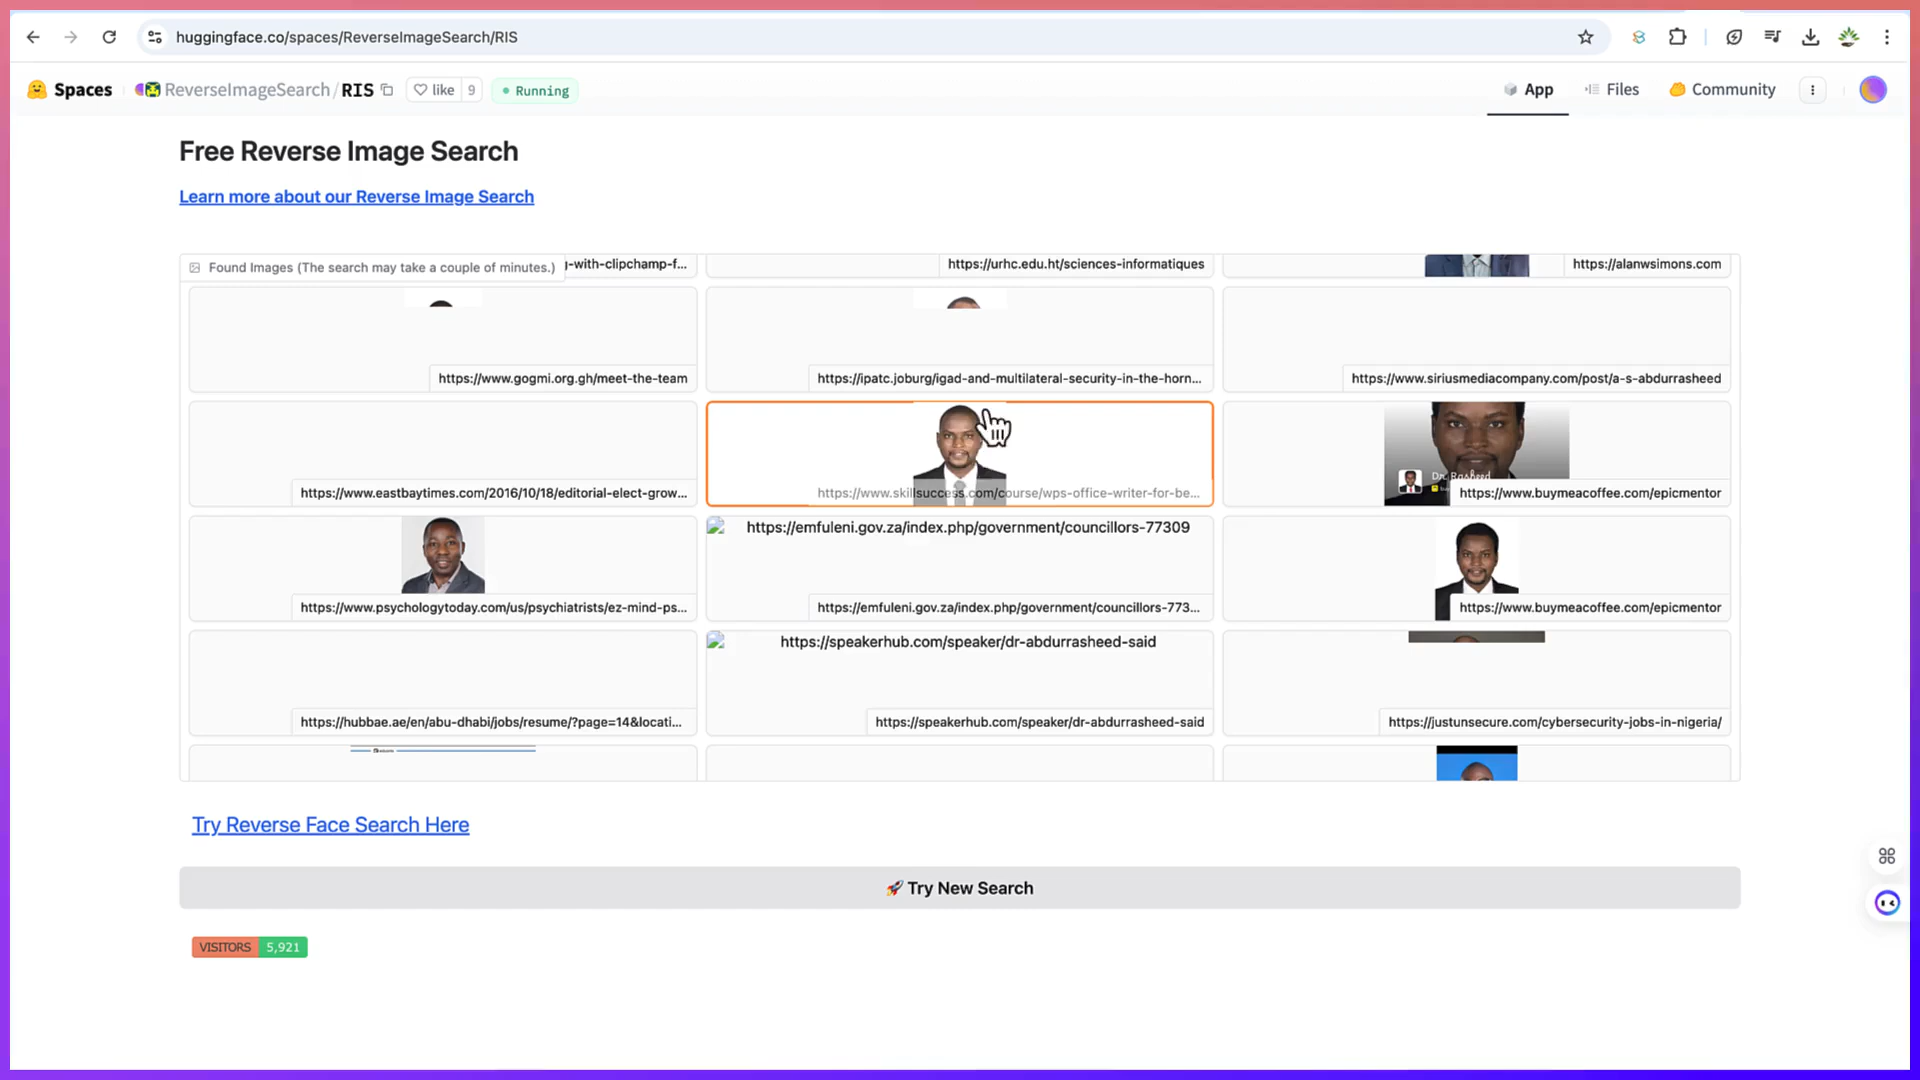 huggingface.co/spaces/ReverseImageSearch/RIS
Spaces ReverseImageSearch / RIS like 9 Running App Files Community
Free Reverse Image Search
Learn more about our Reverse Image Search
Found Images (The search may take a couple of minutes.) -with-clipchamp-f... https://urhc.edu.ht/sciences-informatiques https://alanwsimons.com
https://www.gogmi.org.gh/meet-the-team https://ipatc.joburg/igad-and-multilateral-security-in-the-horn... https://www.siriusmediacompany.com/post/a-s-abdurrasheed
Dr. Rasheed
https://www.eastbaytimes.com/2016/10/18/editorial-elect-grow... https://www.skillsuccess.com/course/wps-office-writer-for-be... https://www.buymeacoffee.com/epicmentor
https://emfuleni.gov.za/index.php/government/councillors-77309
https://www.psychologytoday.com/us/psychiatrists/ez-mind-ps... https://emfuleni.gov.za/index.php/government/councillors-773... https://www.buymeacoffee.com/epicmentor
https://speakerhub.com/speaker/dr-abdurrasheed-said
https://hubbae.ae/en/abu-dhabi/jobs/resume/?page=14&locati... https://speakerhub.com/speaker/dr-abdurrasheed-said https://justunsecure.com/cybersecurity-jobs-in-nigeria/
Try Reverse Face Search Here
🚀 Try New Search
VISITORS 5,921